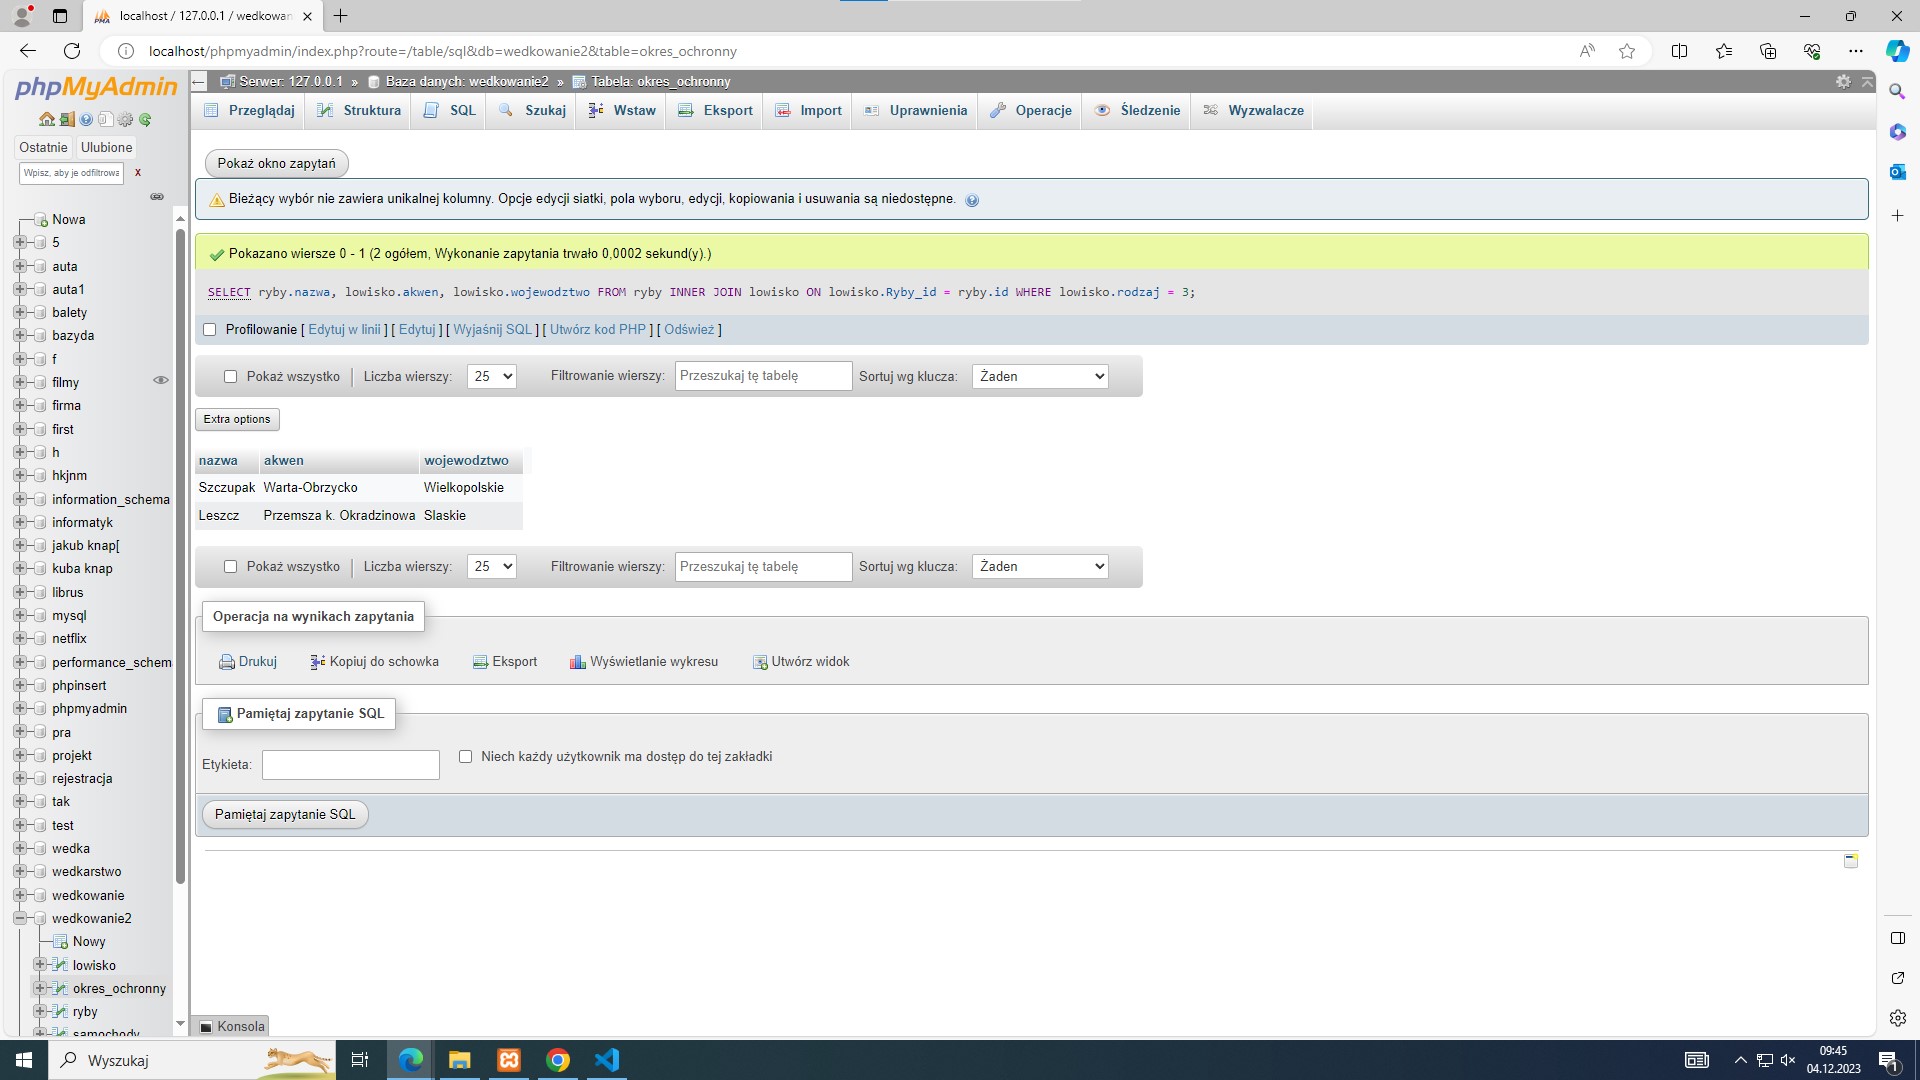 localhost / 127.0.0.1 / wedkowan
localhost/phpmyadmin/index.php?route=/table/sql&db=wedkowanie2&table=okres_ochronny
phpMyAdmin
Serwer: 127.0.0.1 » Baza danych: wedkowanie2 » Tabela: okres_ochronny
Przeglądaj Struktura SQL Szukaj Wstaw Eksport Import Uprawnienia Operacje Śledzenie Wyzwalacze
Ostatnie Ulubione
Wpisz, aby je odfiltrowa X
Nowa
5
auta
auta1
balety
bazyda
f
filmy
firma
first
h
hkjnm
information_schema
informatyk
jakub knap[
kuba knap
librus
mysql
netflix
performance_schem
phpinsert
phpmyadmin
pra
projekt
rejestracja
tak
test
wedka
wedkarstwo
wedkowanie
wedkowanie2
Nowy
lowisko
okres_ochronny
ryby
samochody
Pokaż okno zapytań
Bieżący wybór nie zawiera unikalnej kolumny. Opcje edycji siatki, pola wyboru, edycji, kopiowania i usuwania są niedostępne.
Pokazano wiersze 0 - 1 (2 ogółem, Wykonanie zapytania trwało 0,0002 sekund(y).)
SELECT ryby.nazwa, lowisko.akwen, lowisko.wojewodztwo FROM ryby INNER JOIN lowisko ON lowisko.Ryby_id = ryby.id WHERE lowisko.rodzaj = 3;
Profilowanie [ Edytuj w linii ] [ Edytuj ] [ Wyjaśnij SQL ] [ Utwórz kod PHP ] [ Odśwież ]
Pokaż wszystko Liczba wierszy: 25 Filtrowanie wierszy: Przeszukaj tę tabelę Sortuj wg klucza: Żaden
Extra options
nazwa akwen wojewodztwo
Szczupak Warta-Obrzycko Wielkopolskie
Leszcz Przemsza k. Okradzinowa Slaskie
Pokaż wszystko Liczba wierszy: 25 Filtrowanie wierszy: Przeszukaj tę tabelę Sortuj wg klucza: Żaden
Operacja na wynikach zapytania
Drukuj Kopiuj do schowka Eksport Wyświetlanie wykresu Utwórz widok
Pamiętaj zapytanie SQL
Etykieta: Niech każdy użytkownik ma dostęp do tej zakładki
Pamiętaj zapytanie SQL
Konsola
Wyszukaj
09:45
04.12.2023
1